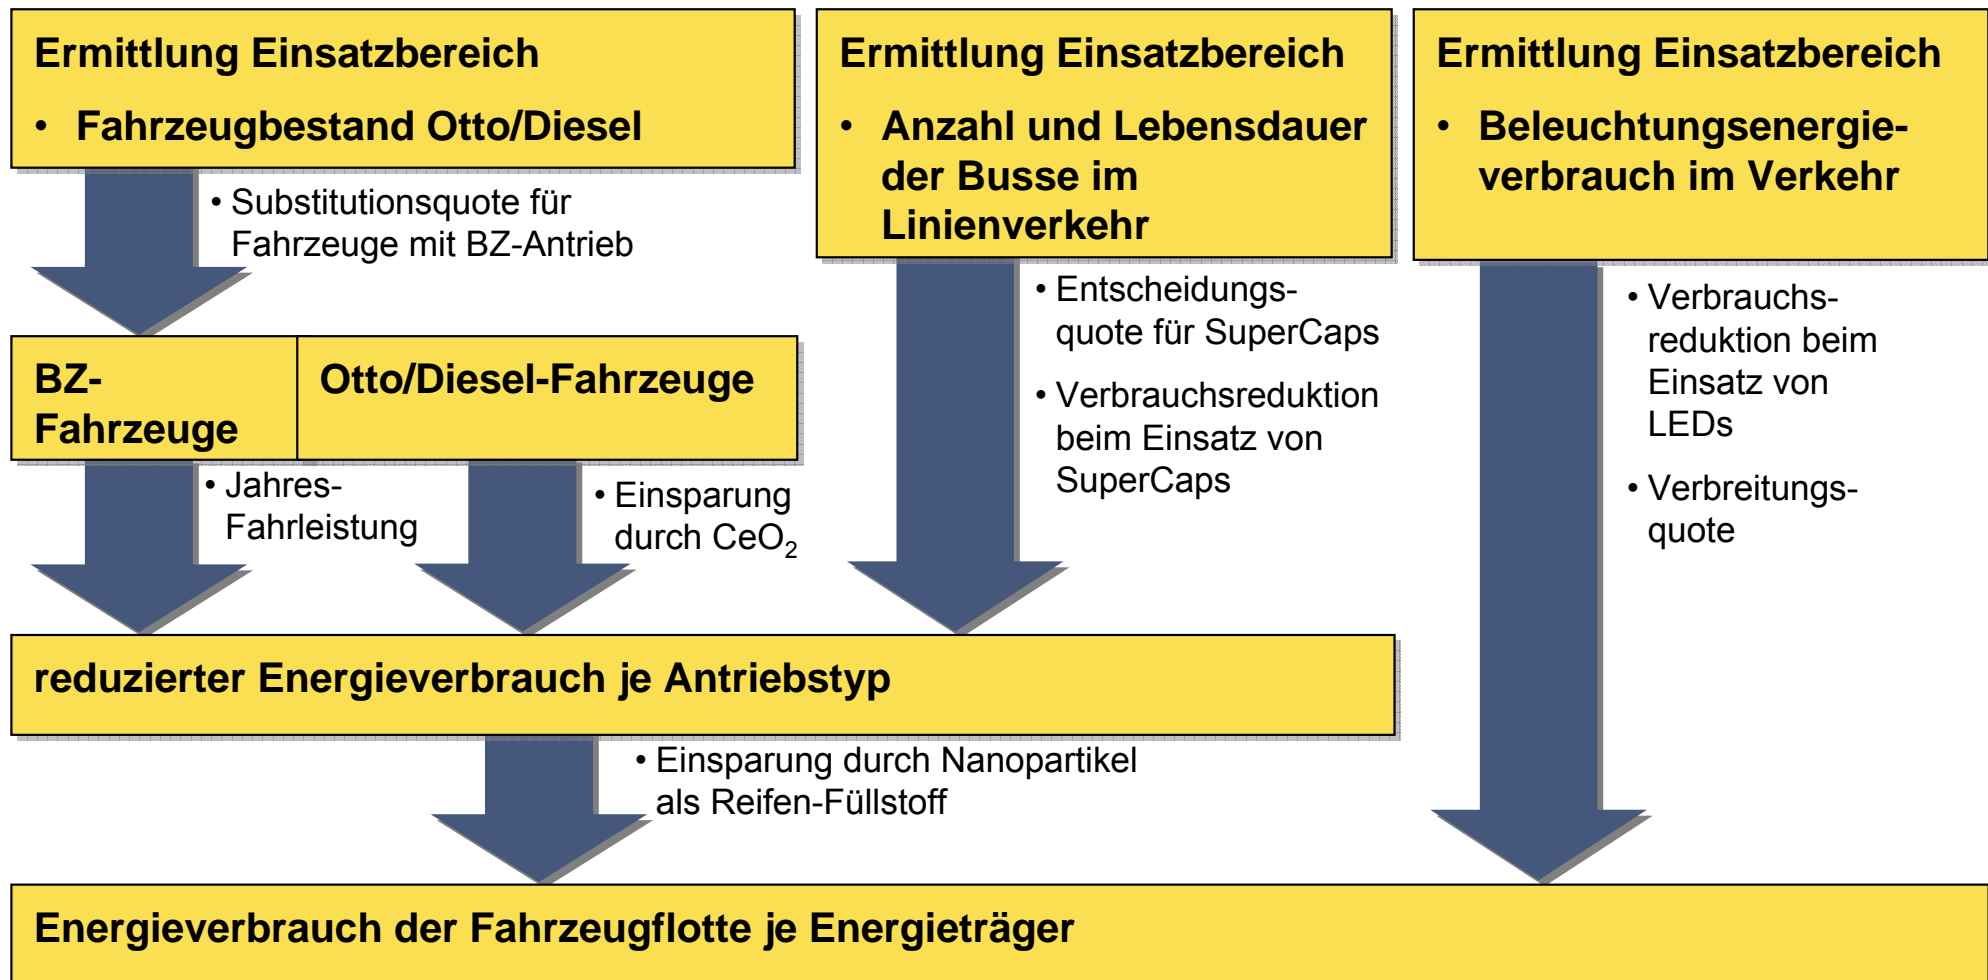 Ermittlung Einsatzbereich
• Fahrzeugbestand Otto/Diesel
• Substitutionsquote für
Fahrzeuge mit BZ-Antrieb
BZ-
Fahrzeuge
Otto/Diesel-Fahrzeuge
• Jahres-
Fahrleistung
• Einsparung
durch CeO₂
Ermittlung Einsatzbereich
• Anzahl und Lebensdauer
der Busse im
Linienverkehr
• Entscheidungs-
quote für SuperCaps
• Verbrauchsreduktion
beim Einsatz von
SuperCaps
Ermittlung Einsatzbereich
• Beleuchtungsenergie-
verbrauch im Verkehr
• Verbrauchs-
reduktion beim
Einsatz von
LEDs
• Verbreitungs-
quote
reduzierter Energieverbrauch je Antriebstyp
• Einsparung durch Nanopartikel
als Reifen-Füllstoff
Energieverbrauch der Fahrzeugflotte je Energieträger